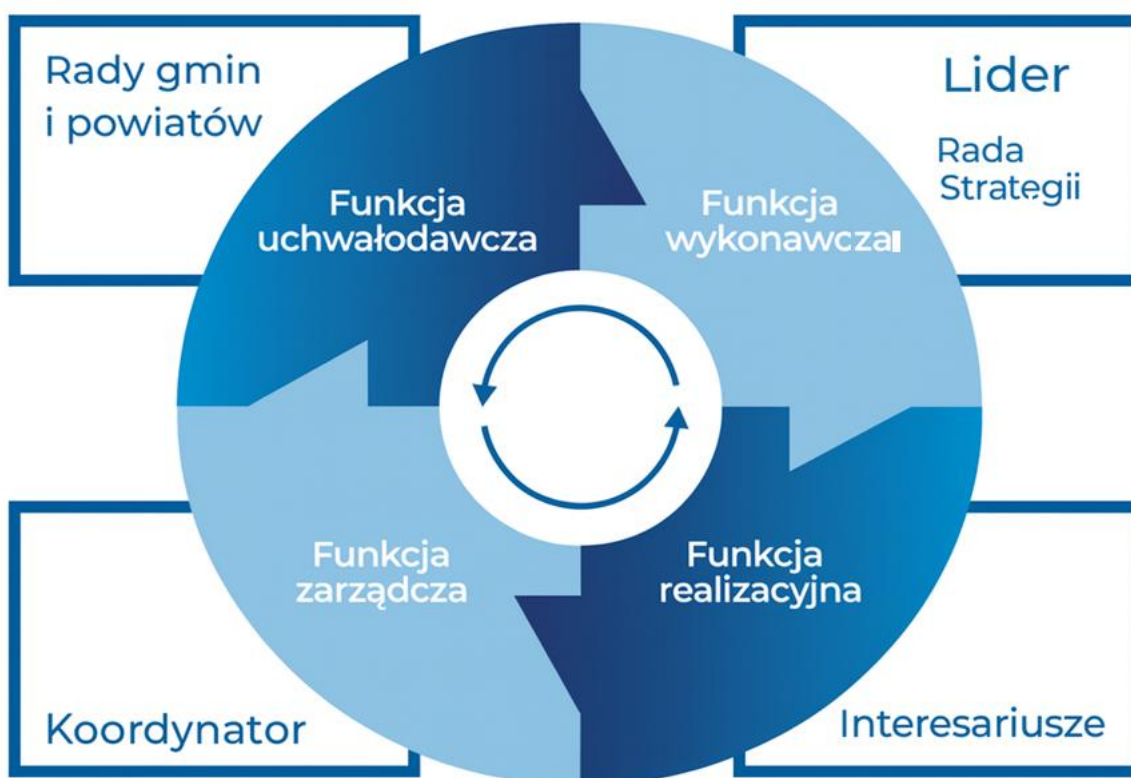 Rady gmin
i powiatów
Lider
Rada
Strategii
Funkcja
uchwałodawcza
Funkcja
wykonawcza
Funkcja
zarządcza
Funkcja
realizacyjna
Koordynator
Interesariusze